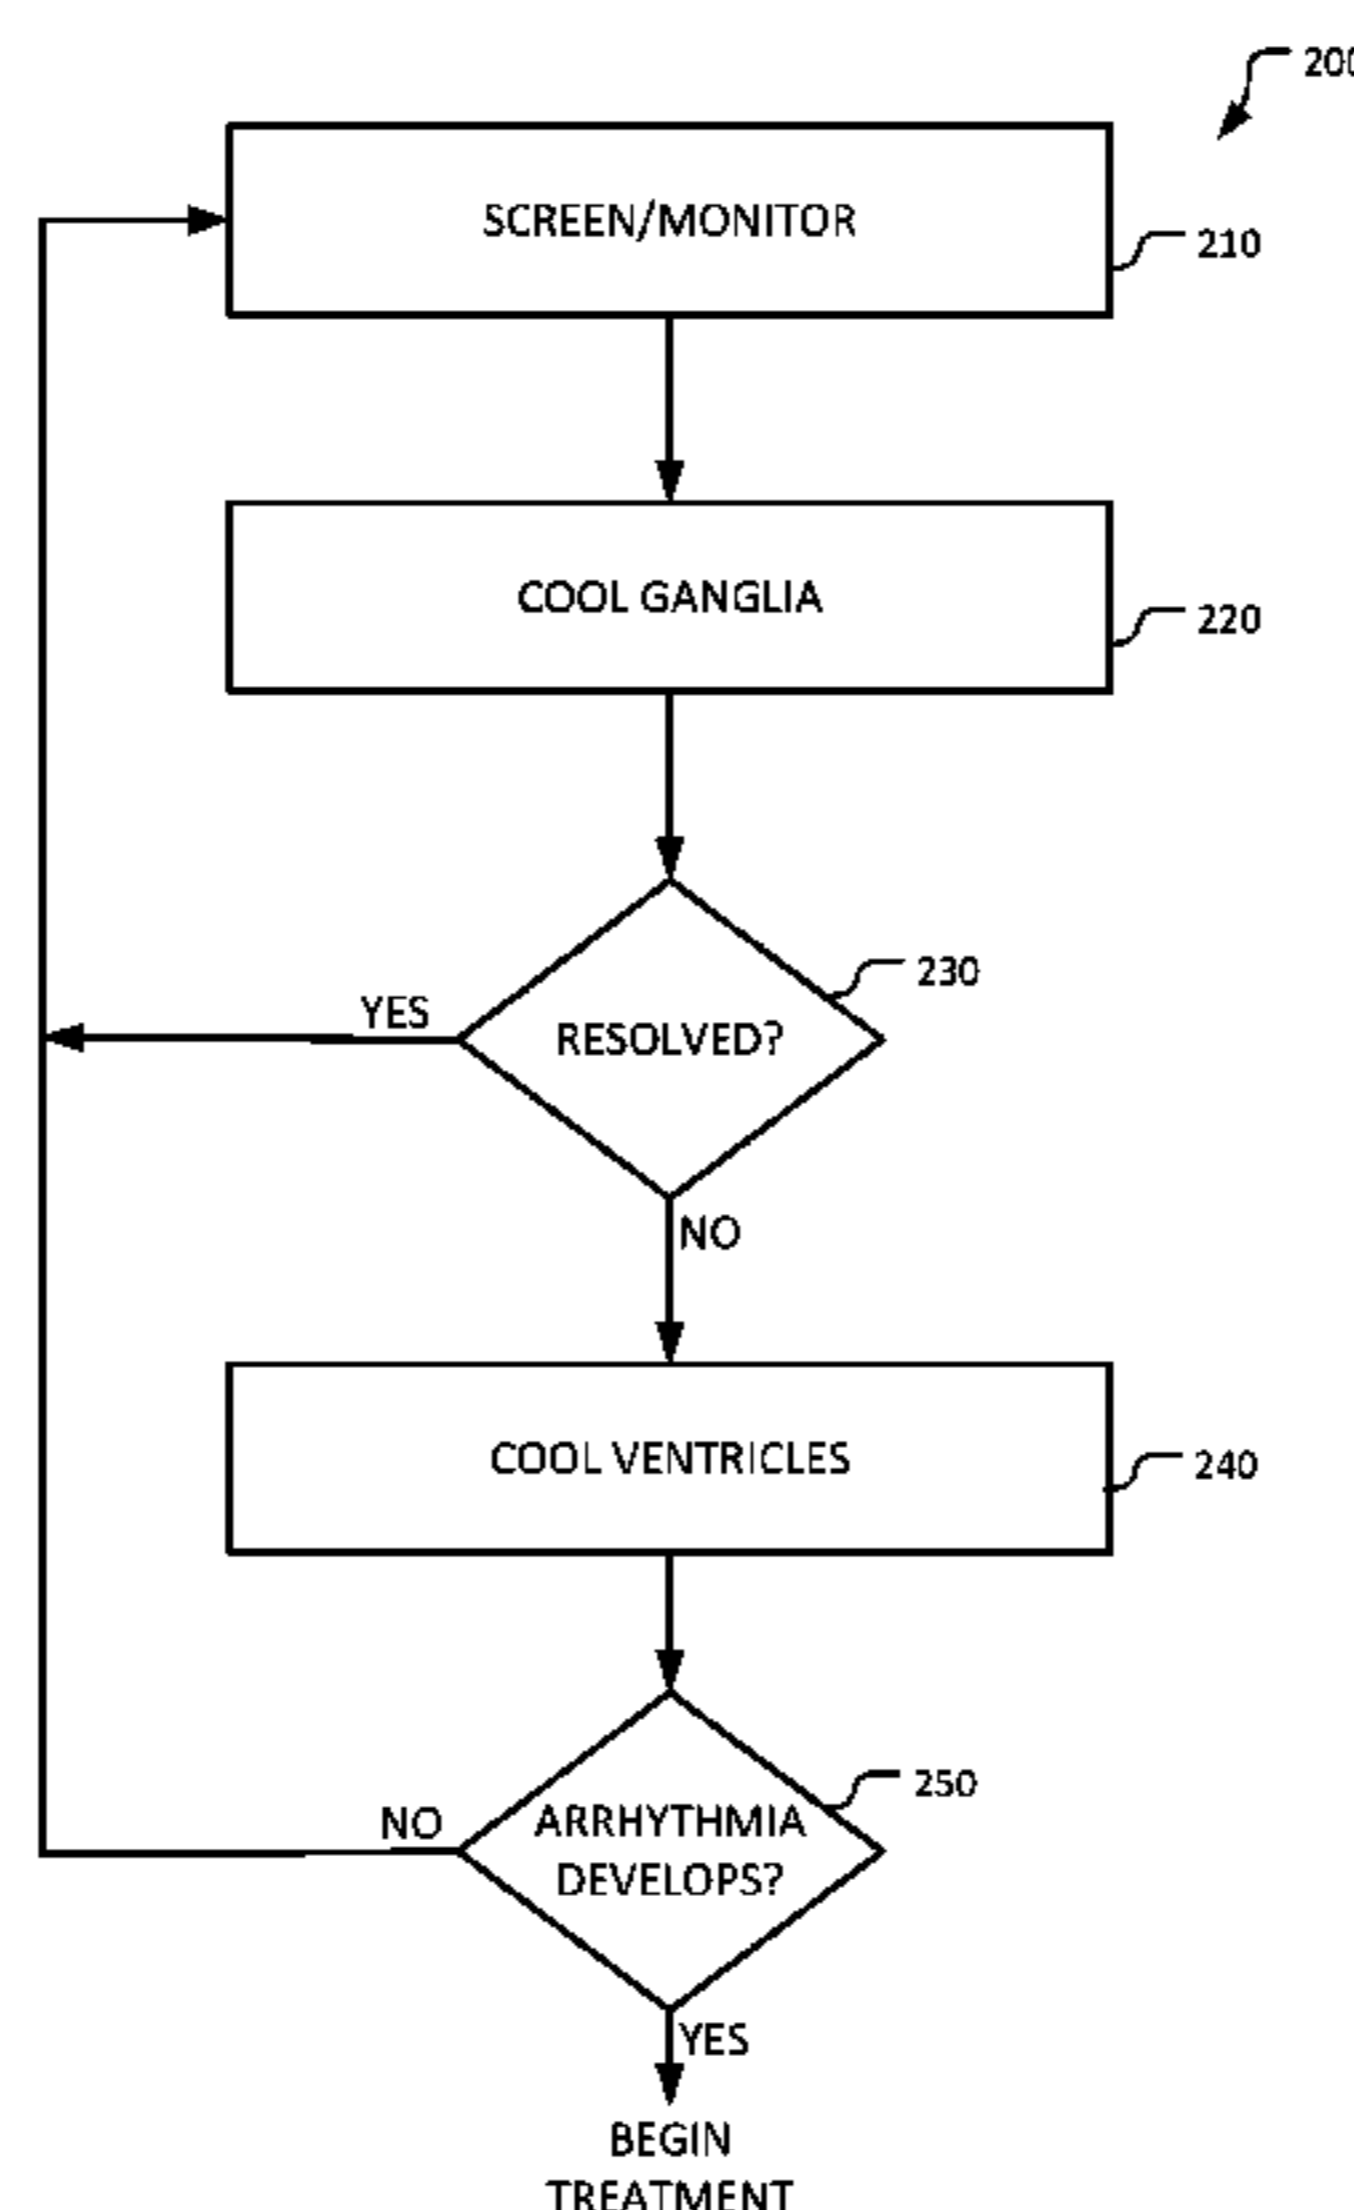 200
SCREEN/MONITOR
210
COOL GANGLIA
220
230
YES
RESOLVED?
NO
COOL VENTRICLES
240
250
NO
ARRHYTHMIA
DEVELOPS?
YES
BEGIN
TREATMENT